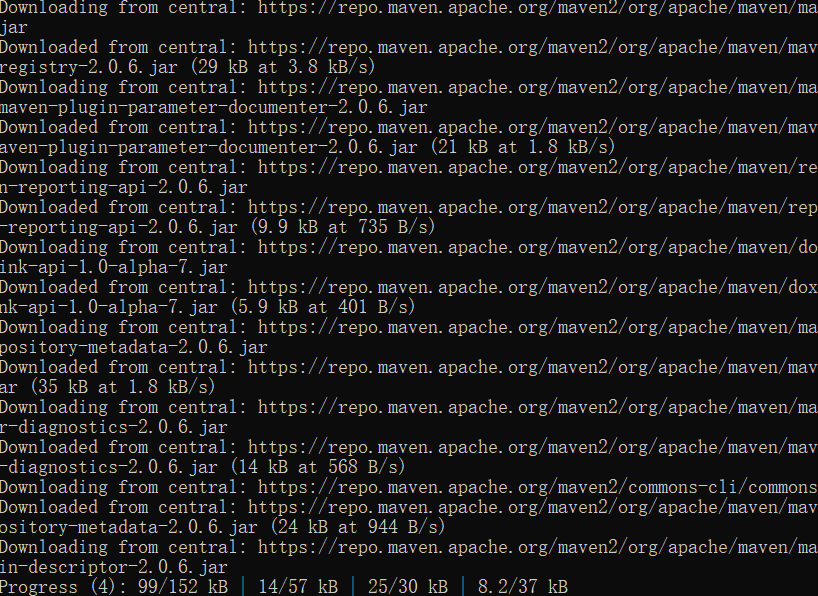 Downloading from central: https://repo.maven.apache.org/maven2/org/apache/maven/ma
jar
Downloaded from central: https://repo.maven.apache.org/maven2/org/apache/maven/mav
registry-2.0.6.jar (29 kB at 3.8 kB/s)
Downloading from central: https://repo.maven.apache.org/maven2/org/apache/maven/ma
maven-plugin-parameter-documenter-2.0.6.jar
Downloaded from central: https://repo.maven.apache.org/maven2/org/apache/maven/mav
aven-plugin-parameter-documenter-2.0.6.jar (21 kB at 1.8 kB/s)
Downloading from central: https://repo.maven.apache.org/maven2/org/apache/maven/re
n-reporting-api-2.0.6.jar
Downloaded from central: https://repo.maven.apache.org/maven2/org/apache/maven/rep
-reporting-api-2.0.6.jar (9.9 kB at 735 B/s)
Downloading from central: https://repo.maven.apache.org/maven2/org/apache/maven/do
ink-api-1.0-alpha-7.jar
Downloaded from central: https://repo.maven.apache.org/maven2/org/apache/maven/dox
nk-api-1.0-alpha-7.jar (5.9 kB at 401 B/s)
Downloading from central: https://repo.maven.apache.org/maven2/org/apache/maven/ma
pository-metadata-2.0.6.jar
Downloaded from central: https://repo.maven.apache.org/maven2/org/apache/maven/mav
ar (35 kB at 1.8 kB/s)
Downloading from central: https://repo.maven.apache.org/maven2/org/apache/maven/ma
r-diagnostics-2.0.6.jar
Downloaded from central: https://repo.maven.apache.org/maven2/org/apache/maven/mav
-diagnostics-2.0.6.jar (14 kB at 568 B/s)
Downloading from central: https://repo.maven.apache.org/maven2/commons-cli/commons
Downloaded from central: https://repo.maven.apache.org/maven2/org/apache/maven/mav
ository-metadata-2.0.6.jar (24 kB at 944 B/s)
Downloading from central: https://repo.maven.apache.org/maven2/org/apache/maven/ma
in-descriptor-2.0.6.jar
Progress (4): 99/152 kB | 14/57 kB | 25/30 kB | 8.2/37 kB